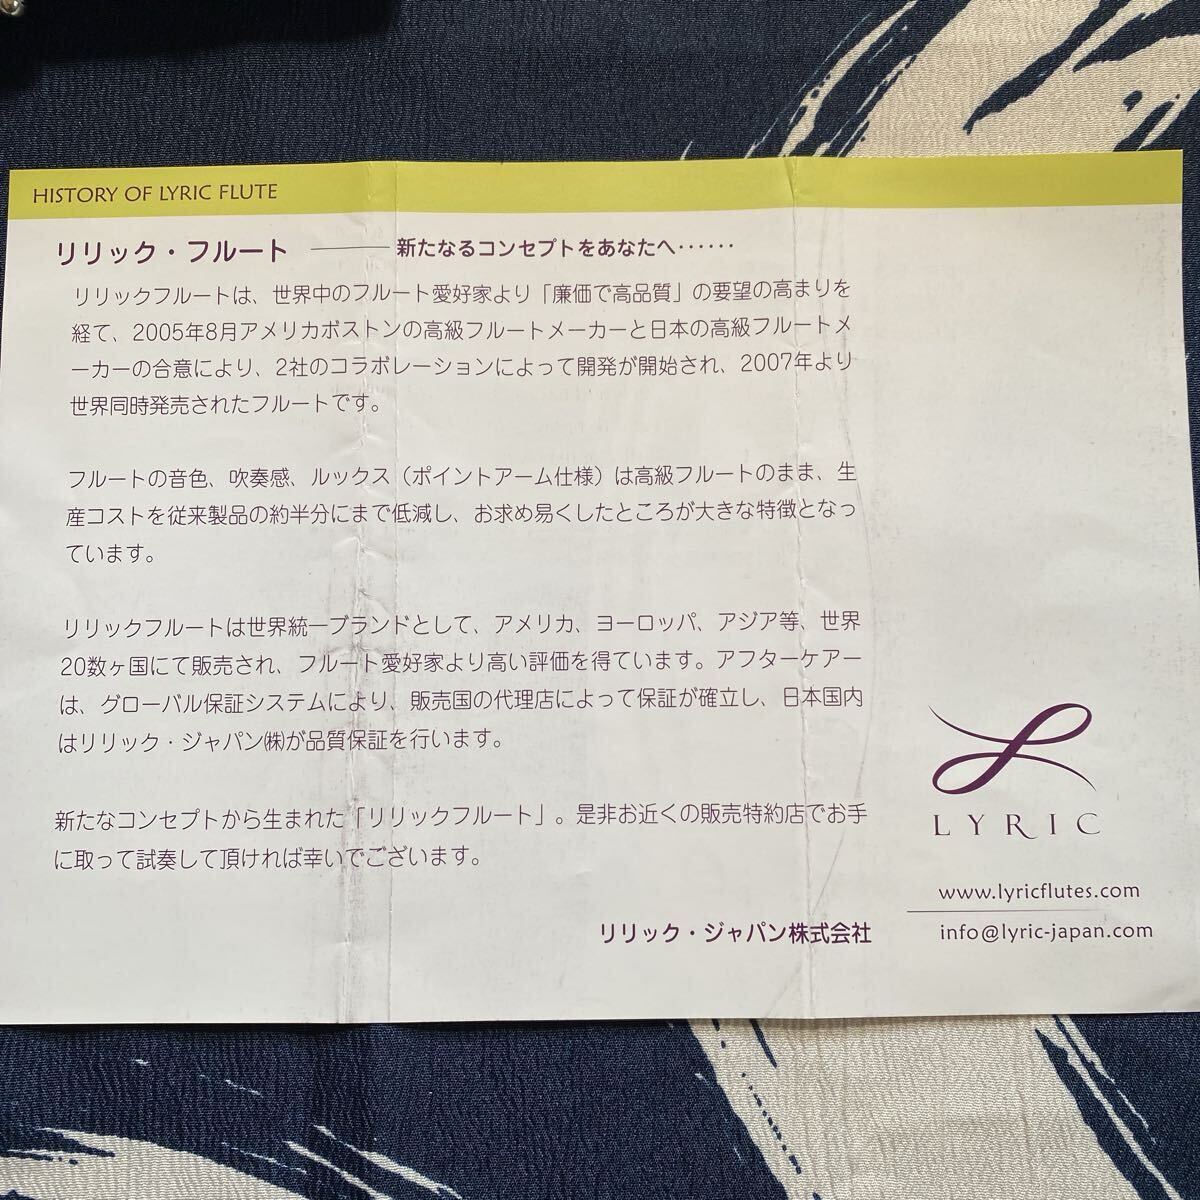 HISTORY OF LYRIC FLUTE
リリック・フルート ――― 新たなるコンセプトをあなたへ‥‥‥
リリックフルートは、世界中のフルート愛好家より「廉価で高品質」の要望の高まりを
経て、2005年8月アメリカボストンの高級フルートメーカーと日本の高級フルートメ
ーカーの合意により、2社のコラボレーションによって開発が開始され、2007年より
世界同時発売されたフルートです。
フルートの音色、吹奏感、ルックス（ポイントアーム仕様）は高級フルートのまま、生
産コストを従来製品の約半分にまで低減し、お求め易くしたところが大きな特徴となっ
ています。
リリックフルートは世界統一ブランドとして、アメリカ、ヨーロッパ、アジア等、世界
20数ヶ国にて販売され、フルート愛好家より高い評価を得ています。アフターケアー
は、グローバル保証システムにより、販売国の代理店によって保証が確立し、日本国内
はリリック・ジャパン㈱が品質保証を行います。
新たなコンセプトから生まれた「リリックフルート」。是非お近くの販売特約店でお手
に取って試奏して頂ければ幸いでございます。
リリック・ジャパン株式会社
LYRIC
www.lyricflutes.com
info@lyric-japan.com